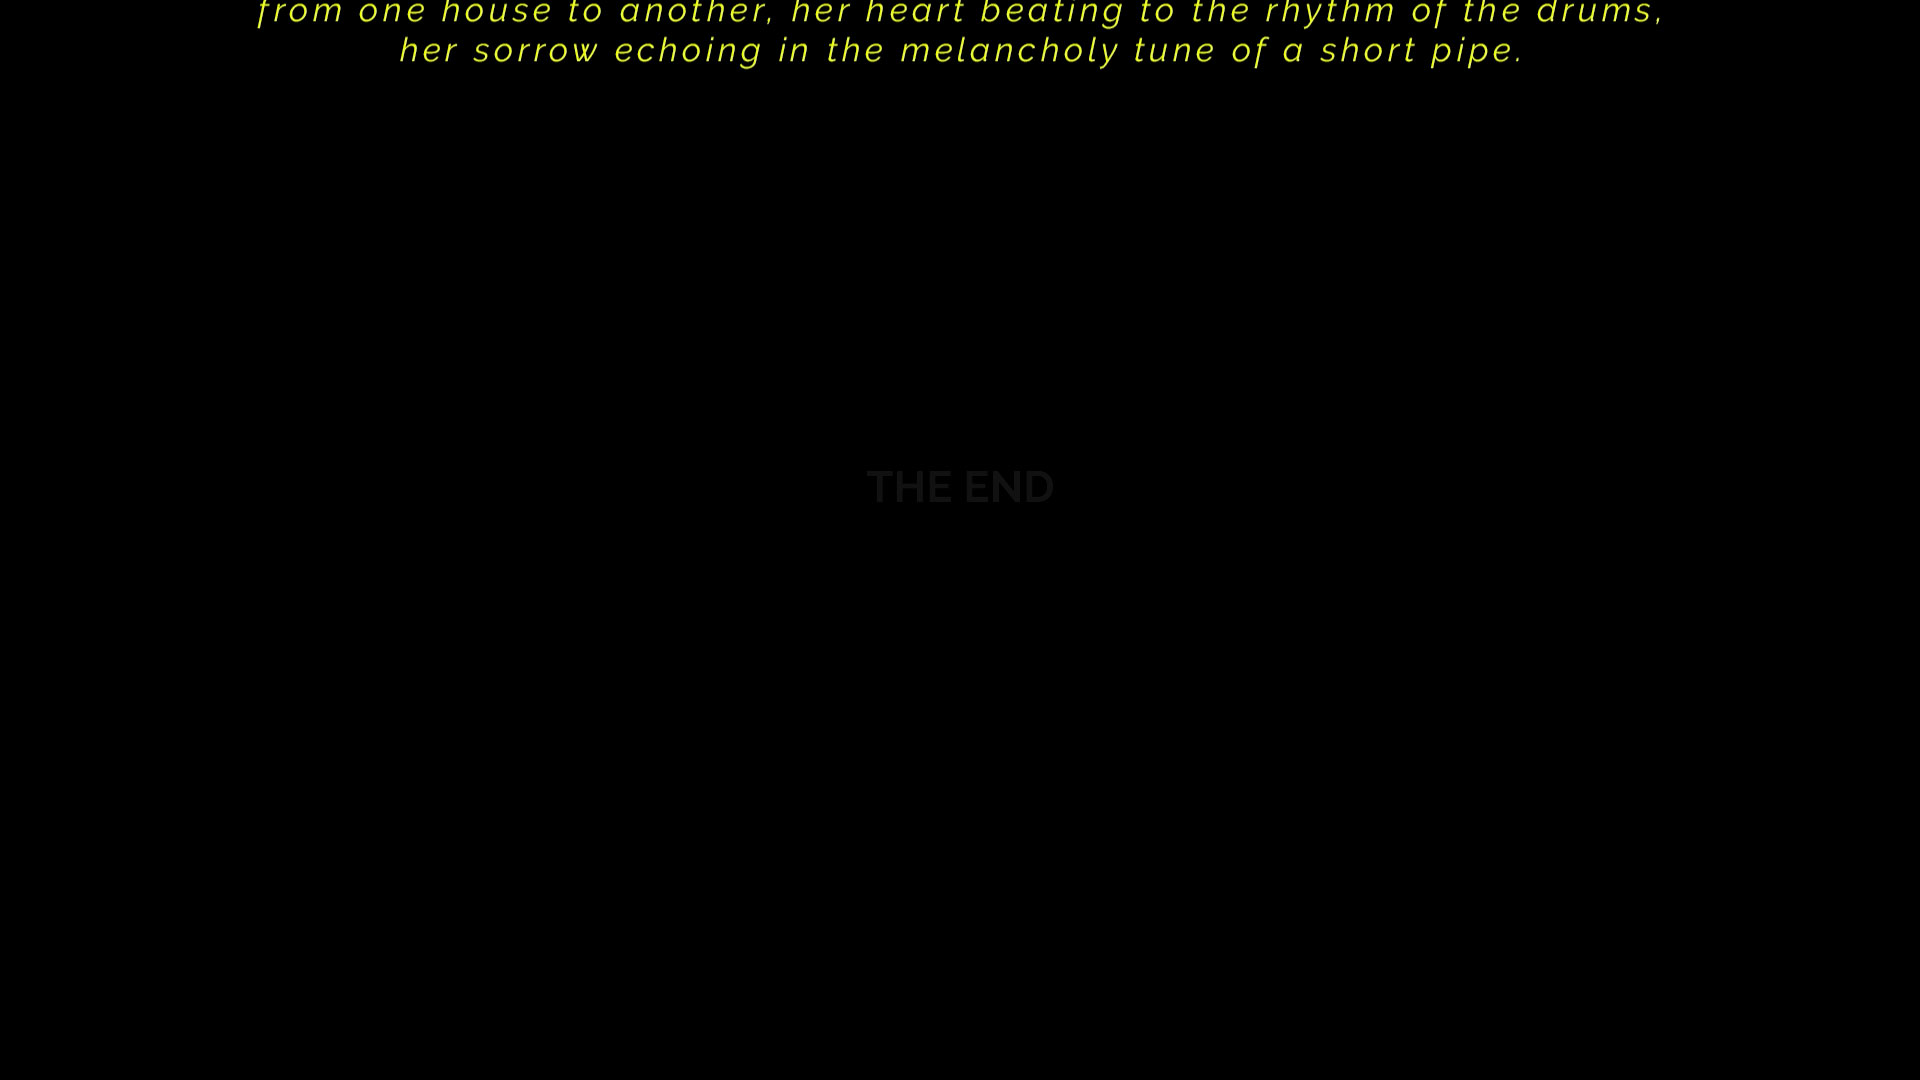 from one house to another, her heart beating to the rhythm of the drums,
her sorrow echoing in the melancholy tune of a short pipe.
THE END